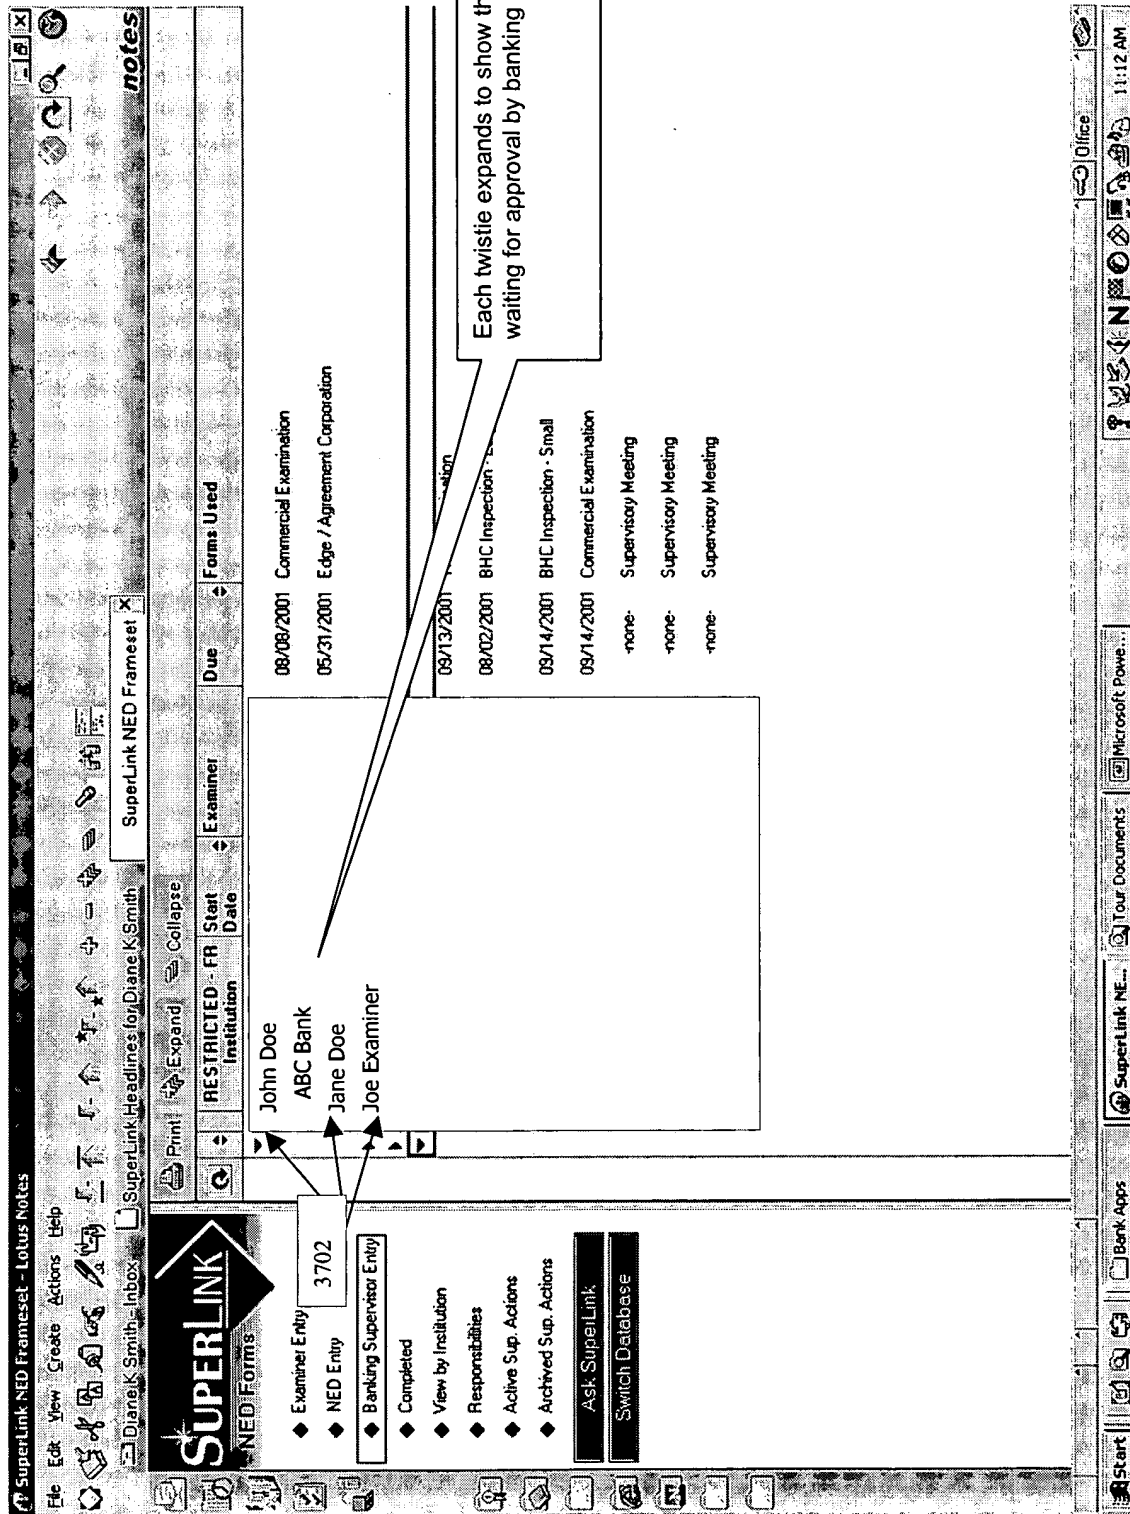 SuperLink NED Frameset - Lotus Notes
File Edit View Create Actions Help
Diane K Smith - Inbox
SuperLink Headlines for Diane K Smith
SuperLink NED Frameset
notes
SUPERLINK
NED Forms
Examiner Entry
NED Entry
Banking Supervisor Entry
Completed
View by Institution
Responsibilities
Active Sup. Actions
Archived Sup. Actions
Ask SuperLink
Switch Database
3702
Print Expand Collapse
RESTRICTED - FR Institution
Start Date
Examiner
Due
Forms Used
John Doe
ABC Bank
Jane Doe
Joe Examiner
08/08/2001 Commercial Examination
05/31/2001 Edge / Agreement Corporation
09/13/2001
08/02/2001 BHC Inspection -
09/14/2001 BHC Inspection - Small
09/14/2001 Commercial Examination
-none- Supervisory Meeting
-none- Supervisory Meeting
-none- Supervisory Meeting
Each twistie expands to show th
waiting for approval by banking
Office
Start
Bank Apps
SuperLink NE...
Tour Documents
Microsoft Powe...
11:12 AM